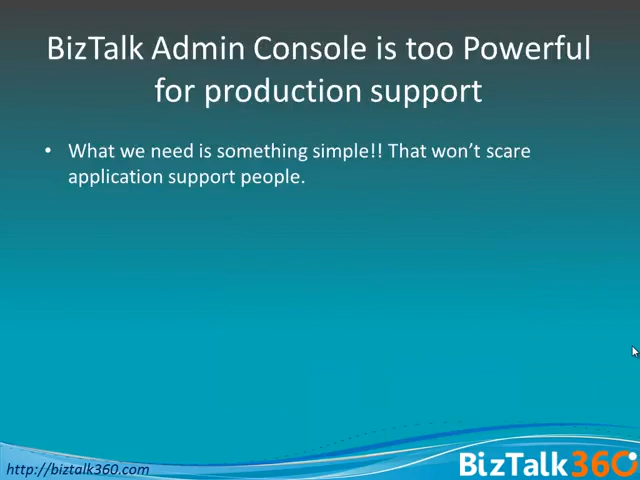 BizTalk Admin Console is too Powerful
for production support
• What we need is something simple!! That won't scare
application support people.
http://biztalk360.com
BizTalk360